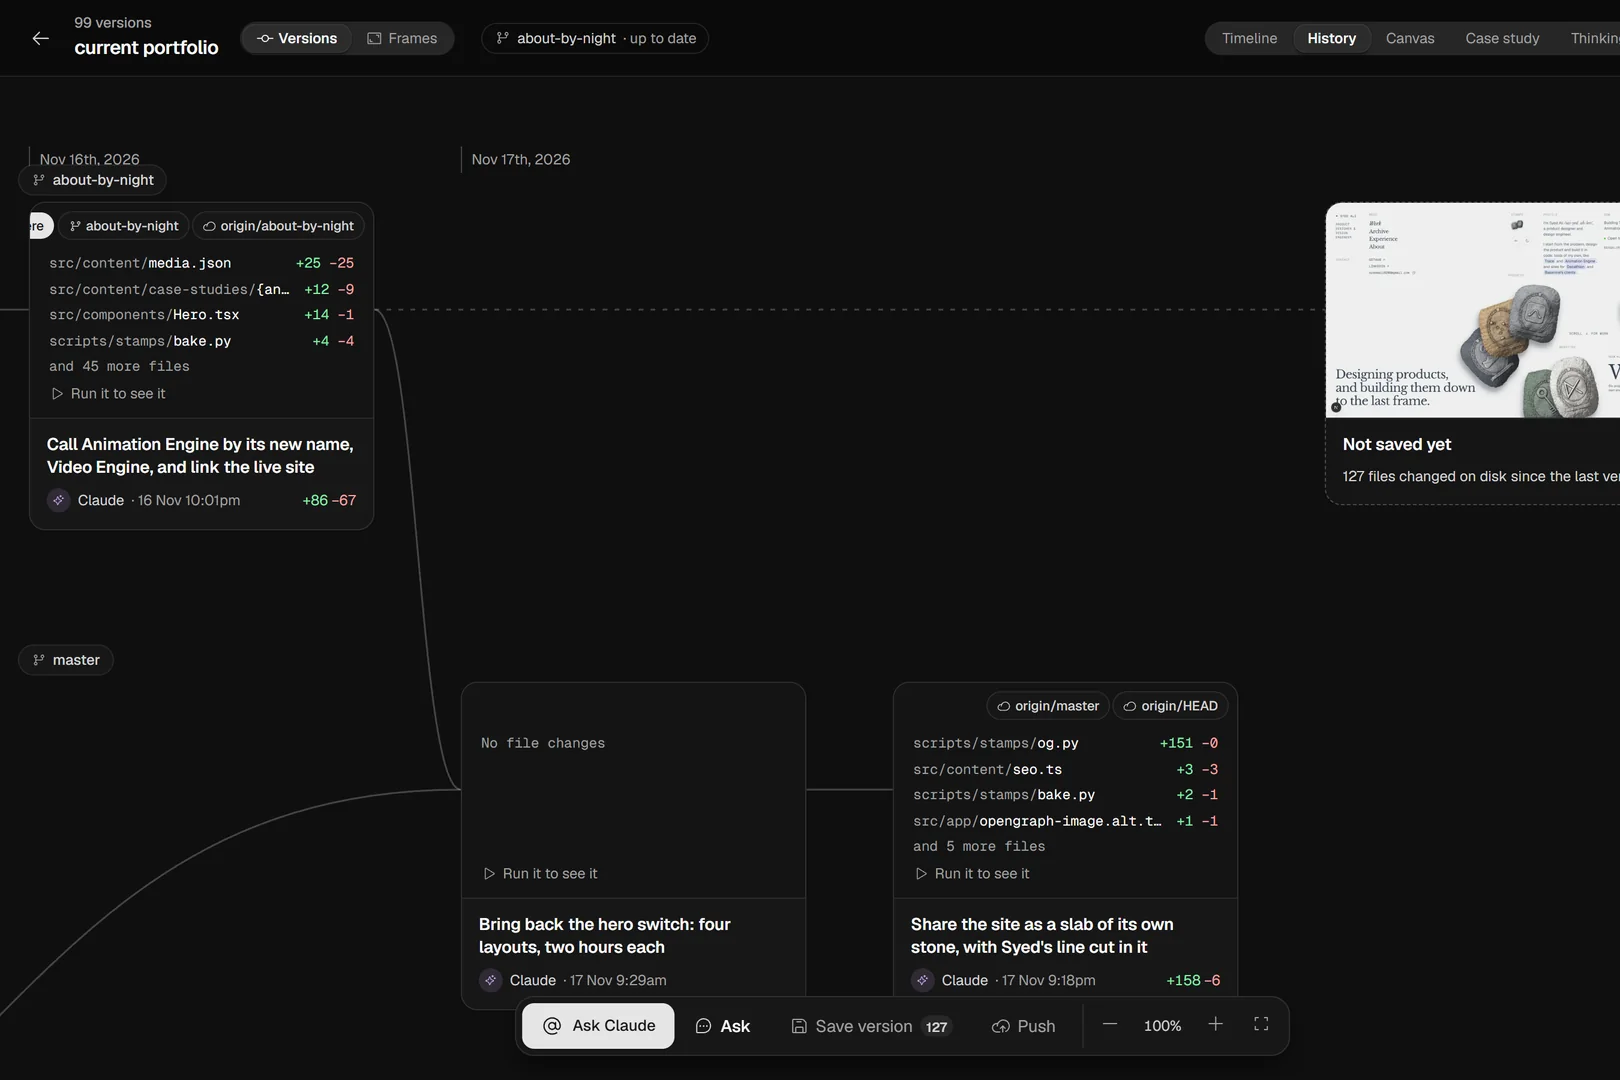 99 versions
current portfolio
Versions
Frames
about-by-night · up to date
Timeline
History
Canvas
Case study
Thinkin
Nov 16th, 2026
Nov 17th, 2026
about-by-night
ere
about-by-night
origin/about-by-night
src/content/media.json +25 −25
src/content/case-studies/{an… +12 −9
src/components/Hero.tsx +14 −1
scripts/stamps/bake.py +4 −4
and 45 more files
Run it to see it
Call Animation Engine by its new name,
Video Engine, and link the live site
Claude · 16 Nov 10:01pm +86 −67
Work
Archive
Experience
About
Designing products,
and building them down
to the last frame.
Not saved yet
127 files changed on disk since the last ve
master
No file changes
Run it to see it
Bring back the hero switch: four
layouts, two hours each
Claude · 17 Nov 9:29am
origin/master
origin/HEAD
scripts/stamps/og.py +151 −0
src/content/seo.ts +3 −3
scripts/stamps/bake.py +2 −1
src/app/opengraph-image.alt.t… +1 −1
and 5 more files
Run it to see it
Share the site as a slab of its own
stone, with Syed's line cut in it
Claude · 17 Nov 9:18pm +158 −6
Ask Claude
Ask
Save version 127
Push
100%